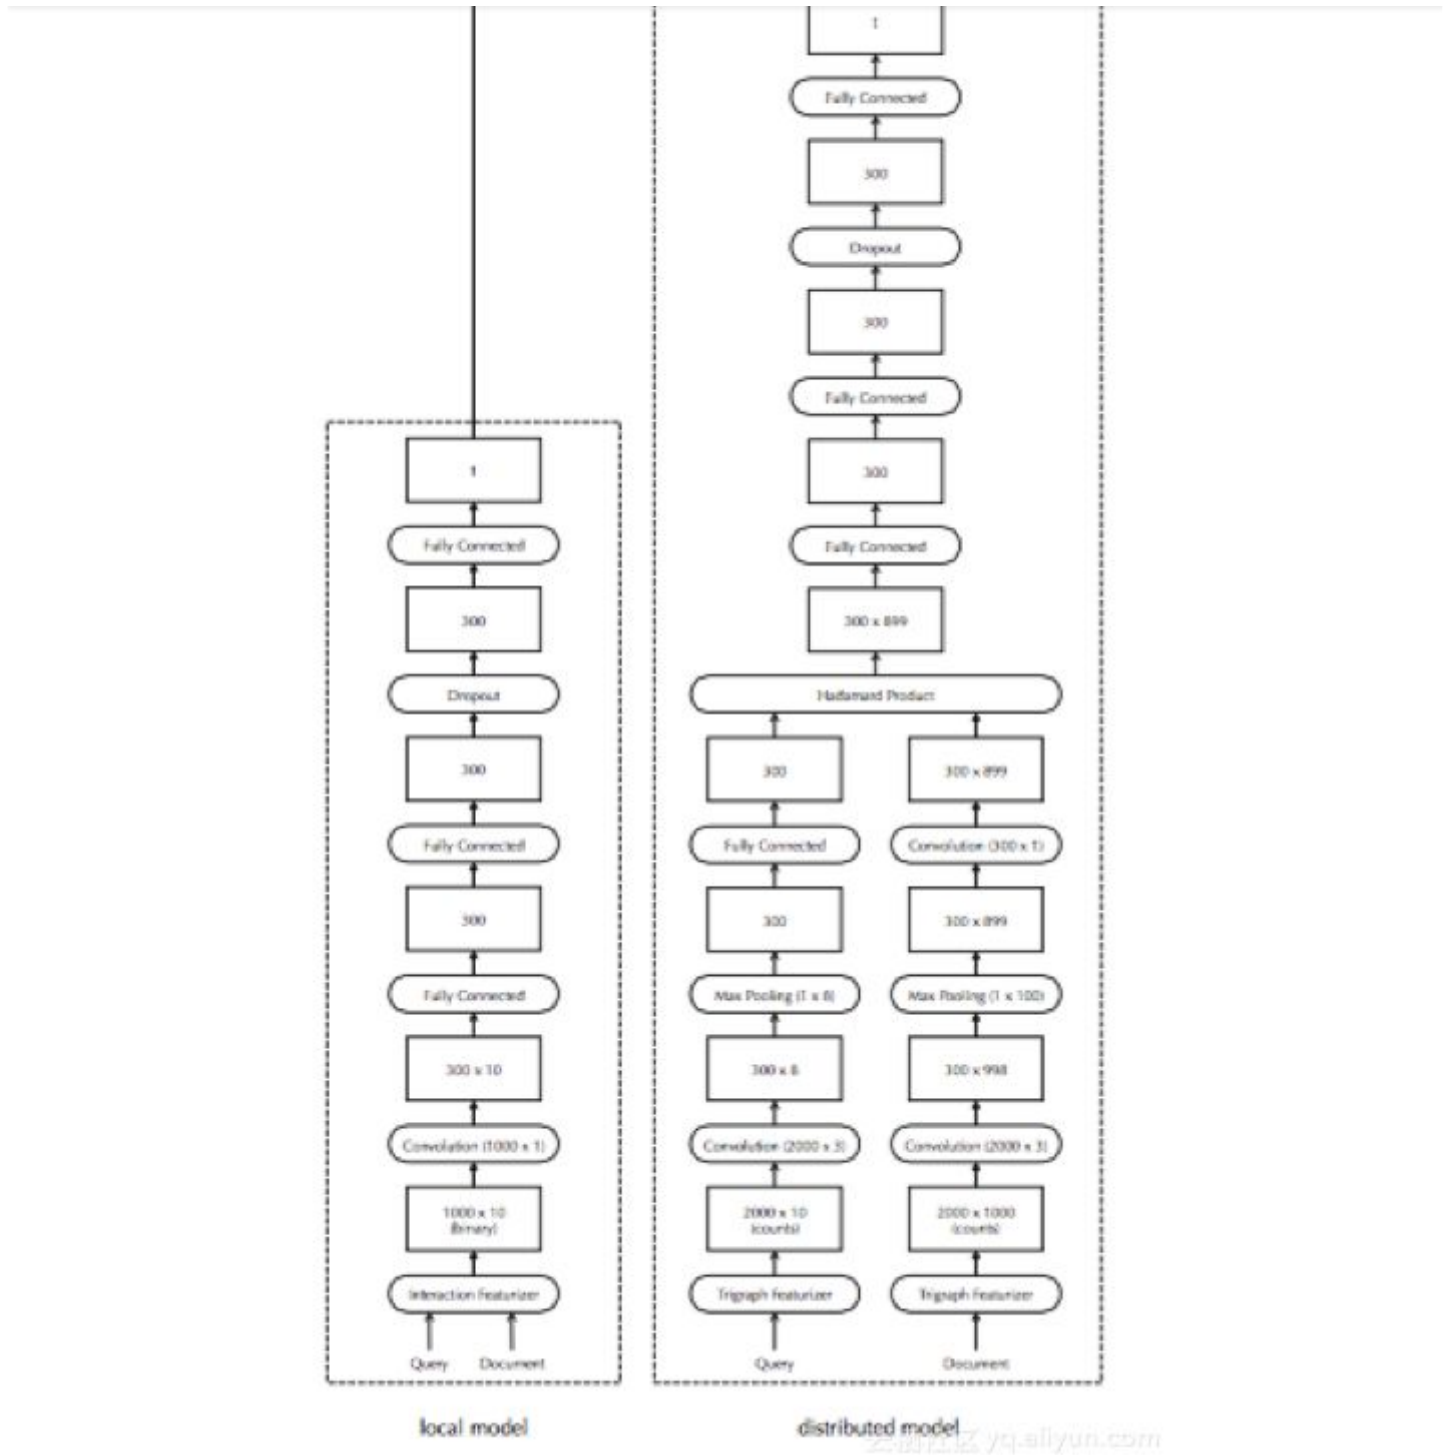 1
Fully Connected
300
Dropout
300
Fully Connected
300
Fully Connected
300 x 899
Hadamard Product
300
300 x 899
Fully Connected
Convolution (300 x 1)
300
300 x 899
Max Pooling (1 x 8)
Max Pooling (1 x 100)
300 x 8
300 x 998
Convolution (2000 x 3)
Convolution (2000 x 3)
2000 x 10
(counts)
2000 x 1000
(counts)
Trigraph Featurizer
Trigraph Featurizer
Query
Document
distributed model
1
Fully Connected
300
Dropout
300
Fully Connected
300
Fully Connected
300 x 10
Convolution (1000 x 1)
1000 x 10
(binary)
Interaction Featurizer
Query
Document
local model
yq.aliyun.com